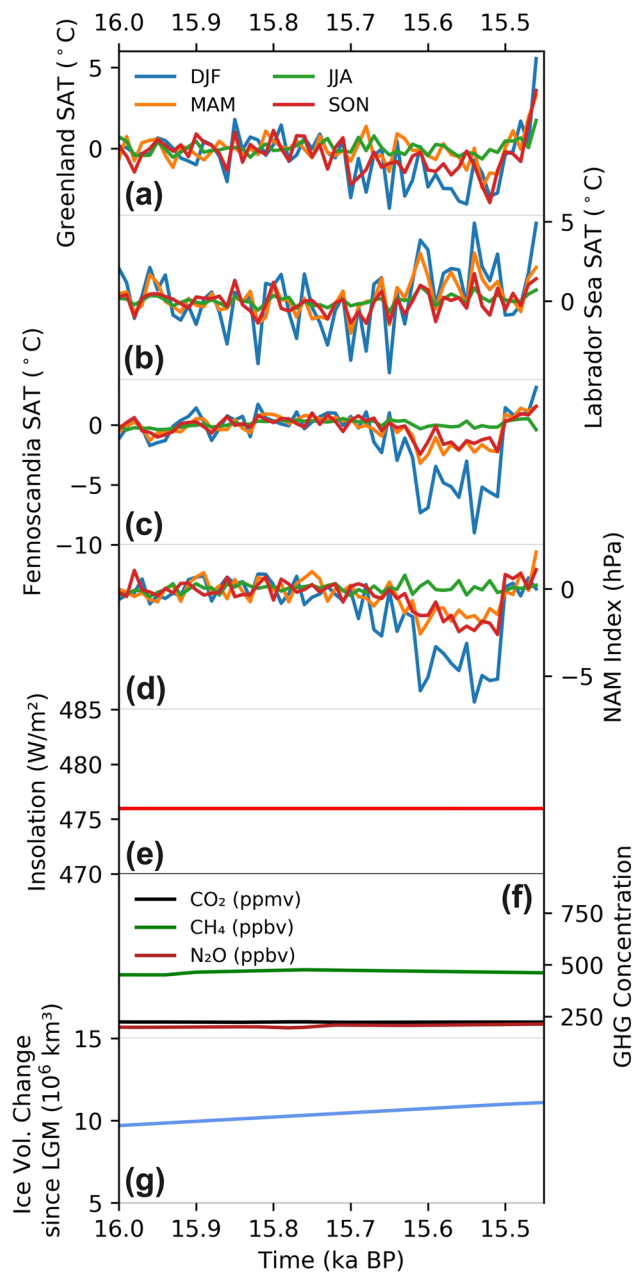 16.0 15.9 15.8 15.7 15.6 15.5
Greenland SAT (°C)
5
0
DJF JJA
MAM SON
(a)
Labrador Sea SAT (°C)
5
0
(b)
Fennoscandia SAT (°C)
0
−5
−10
(c)
NAM Index (hPa)
0
−5
(d)
Insolation (W/m²)
485
480
475
470
(e)
(f)
GHG Concentration
CO₂ (ppmv)
CH₄ (ppbv)
N₂O (ppbv)
750
500
250
Ice Vol. Change
since LGM (10⁶ km³)
15
10
5
(g)
16.0 15.9 15.8 15.7 15.6 15.5
Time (ka BP)